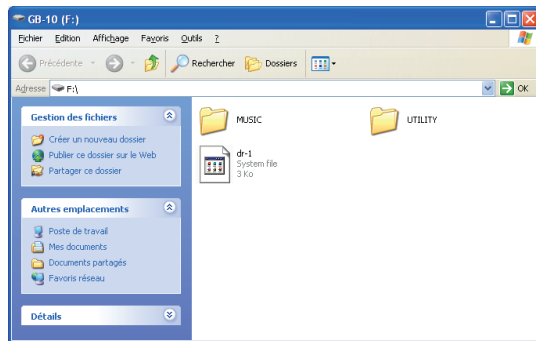 GB-10 (F:)
Fichier Edition Affichage Favoris Outils ?
Précédente Rechercher Dossiers
Adresse F:\ OK
Gestion des fichiers
Créer un nouveau dossier
Publier ce dossier sur le Web
Partager ce dossier
Autres emplacements
Poste de travail
Mes documents
Documents partagés
Favoris réseau
Détails
MUSIC
UTILITY
dr-1
System file
3 Ko